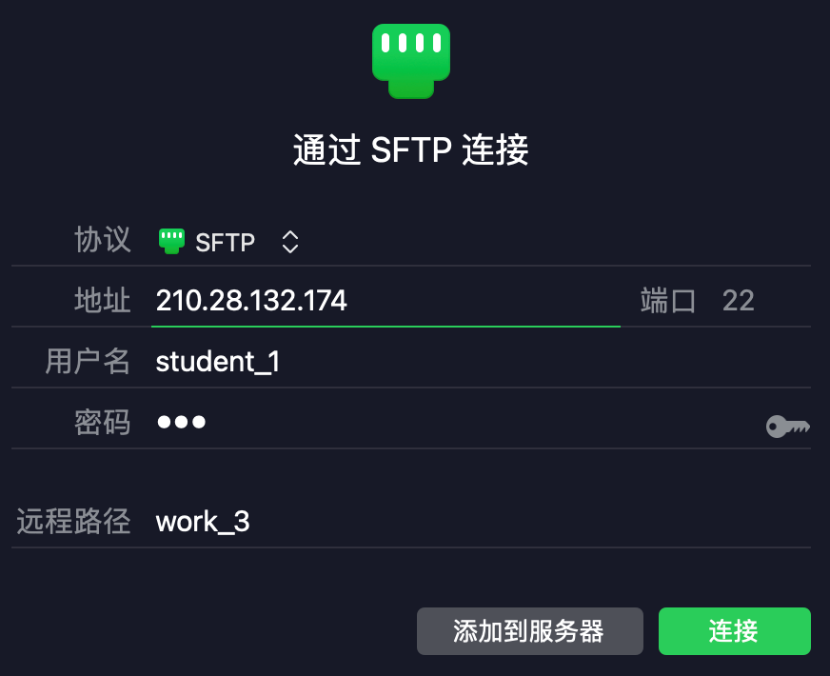 通过 SFTP 连接
协议 SFTP
地址 210.28.132.174 端口 22
用户名 student_1
密码 •••
远程路径 work_3
添加到服务器 连接